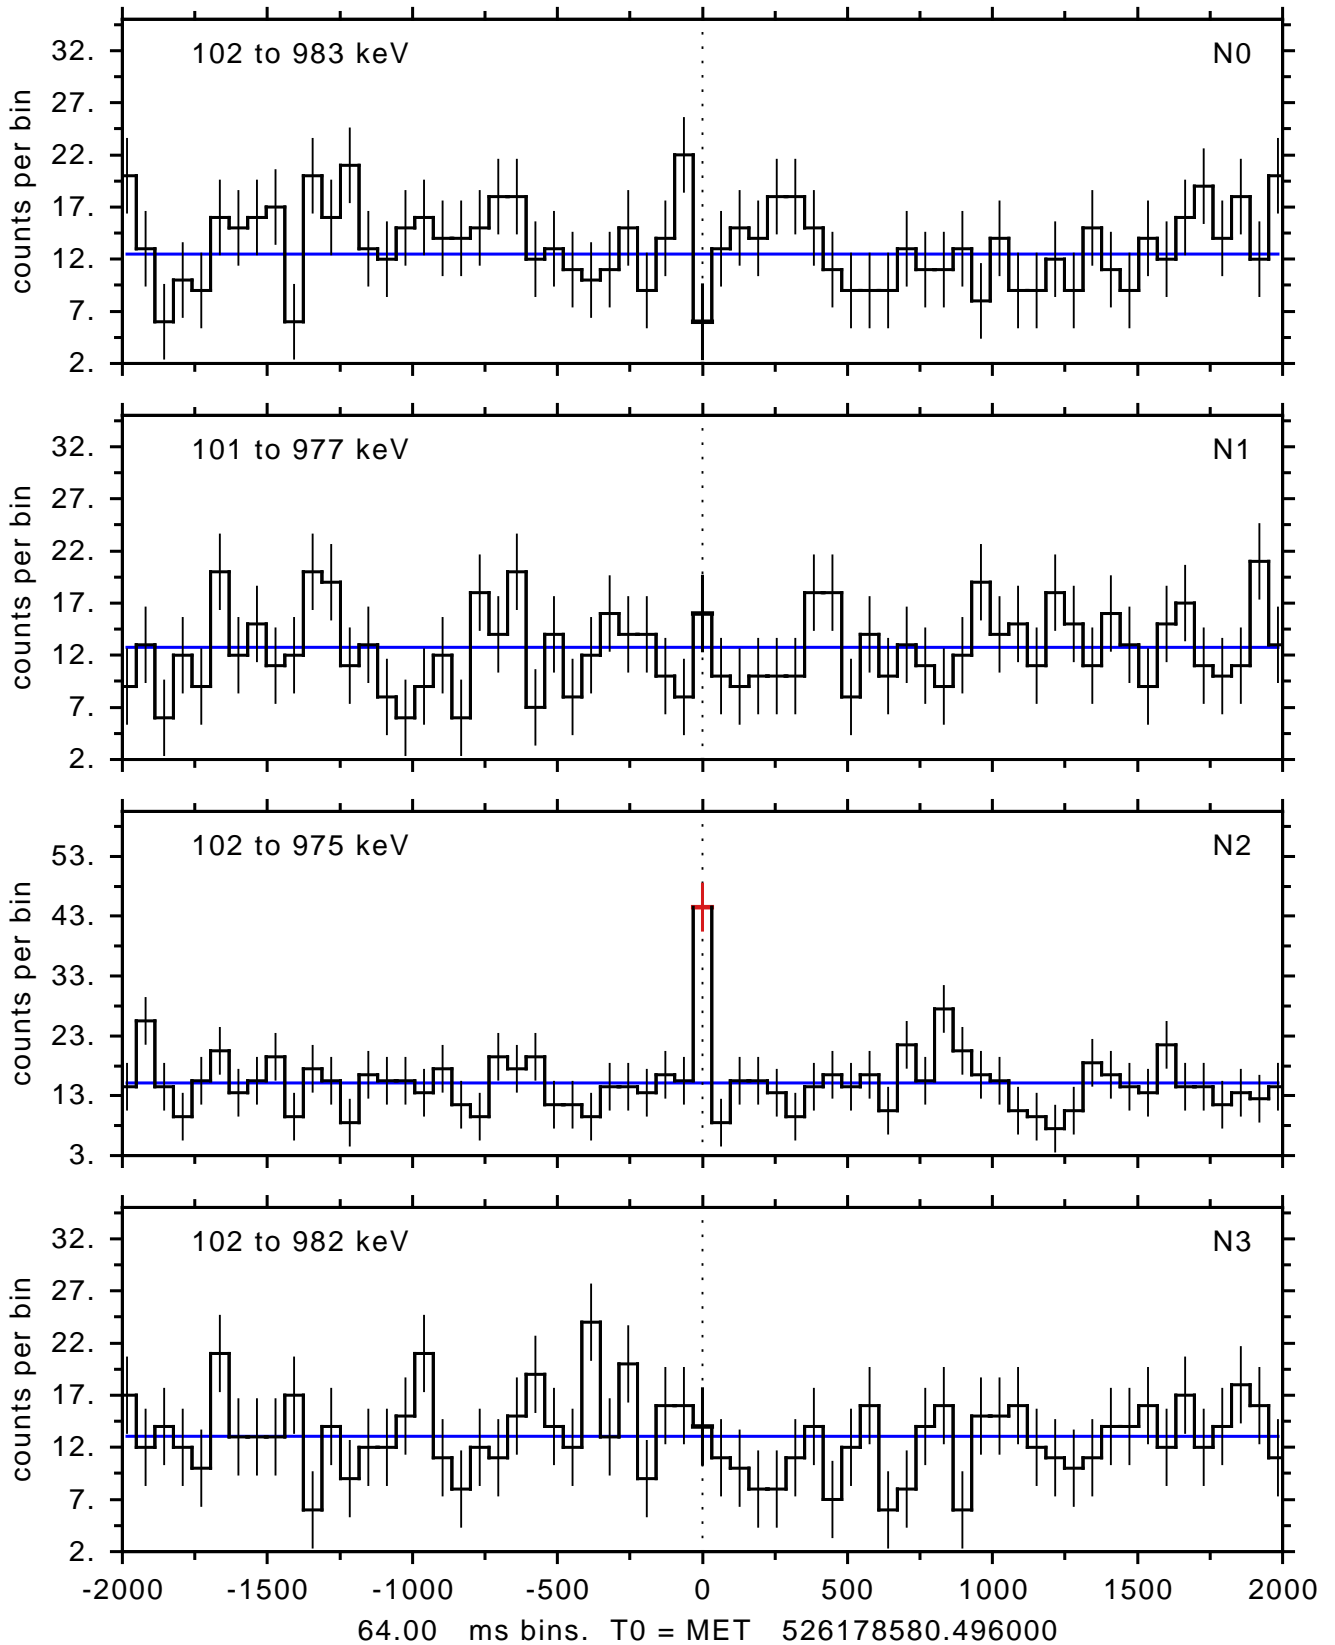 102 to 983 keV N0
counts per bin
32.
27.
22.
17.
12.
7.
2.
101 to 977 keV N1
counts per bin
32.
27.
22.
17.
12.
7.
2.
102 to 975 keV N2
counts per bin
53.
43.
33.
23.
13.
3.
102 to 982 keV N3
counts per bin
32.
27.
22.
17.
12.
7.
2.
-2000 -1500 -1000 -500 0 500 1000 1500 2000
64.00 ms bins. T0 = MET 526178580.496000